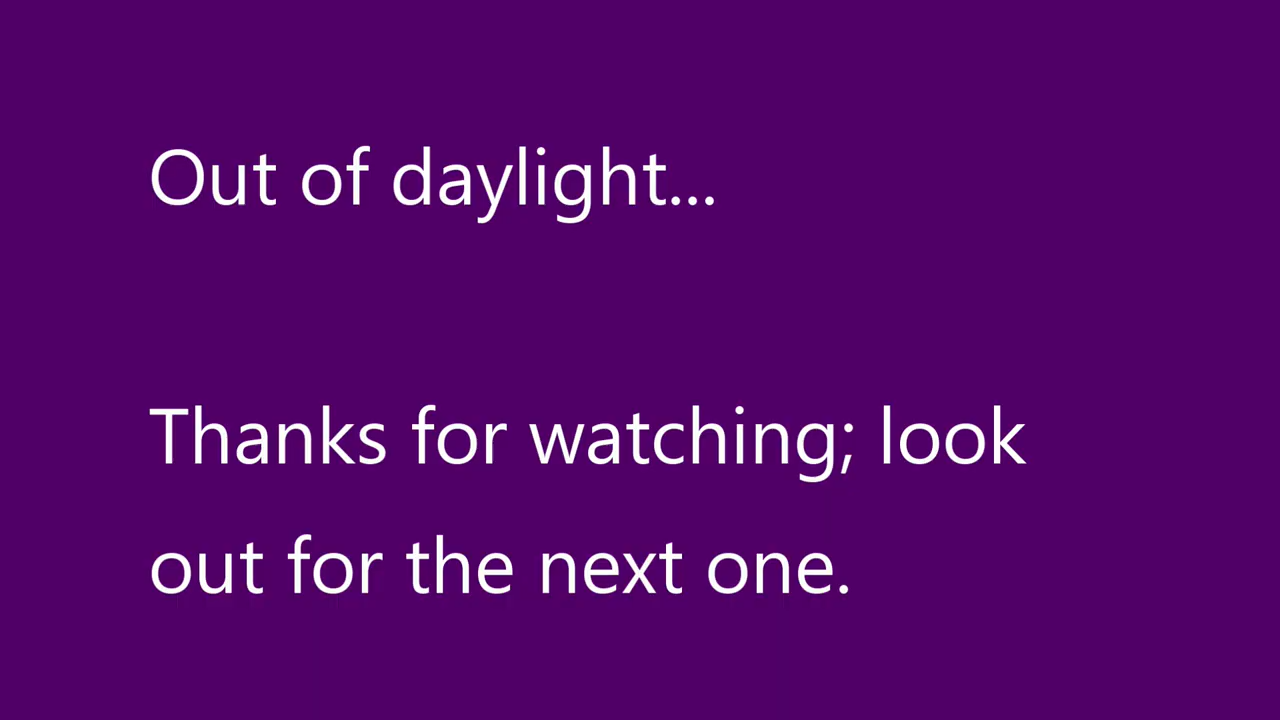 Out of daylight...
Thanks for watching; look
out for the next one.